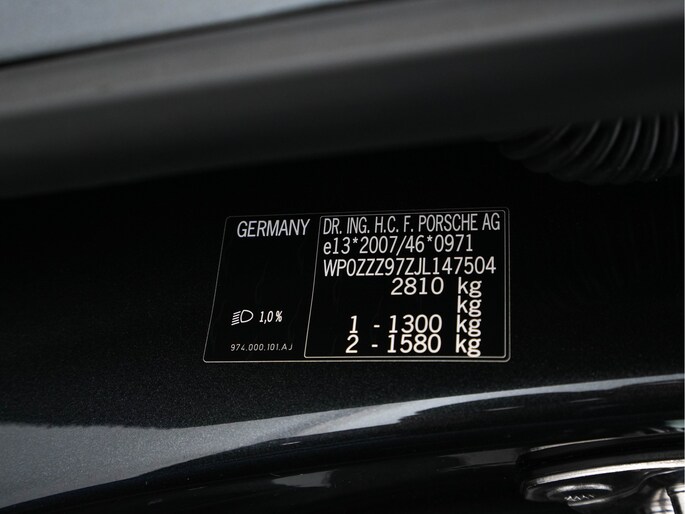 GERMANY
DR. ING. H.C. F. PORSCHE AG
e13*2007/46*0971
WP0ZZZ97ZJL147504
2810 kg
kg
1 - 1300 kg
2 - 1580 kg
1,0%
974.000.101.AJ